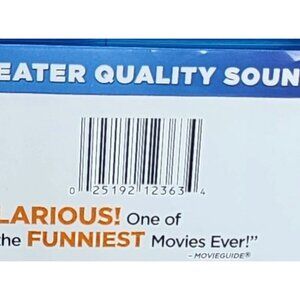 EATER QUALITY SOUN
0 25192 12363 4
LARIOUS! One of
the FUNNIEST Movies Ever!”
– MOVIEGUIDE®